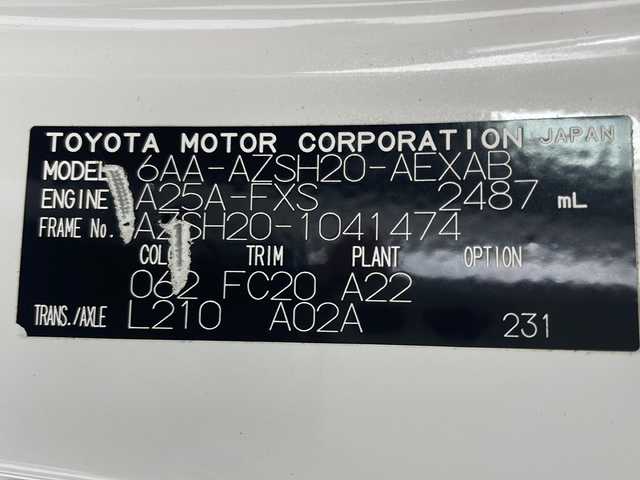 TOYOTA MOTOR CORPORATION JAPAN
MODEL 6AA-AZSH20-AEXAB
ENGINE A25A-FXS 2487 mL
FRAME No. AZSH20-1041474
COLOR TRIM PLANT OPTION
062 FC20 A22
TRANS./AXLE L210 A02A 231